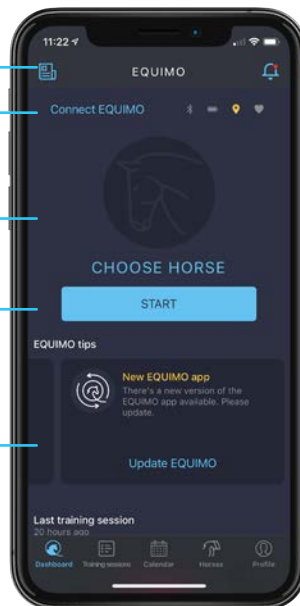 11:22
EQUIMO
Connect EQUIMO
CHOOSE HORSE
START
EQUIMO tips
New EQUIMO app
There's a new version of the
EQUIMO app available. Please
update.
Update EQUIMO
Last training session
20 hours ago
Dashboard Training sessions Calendar Horses Profile